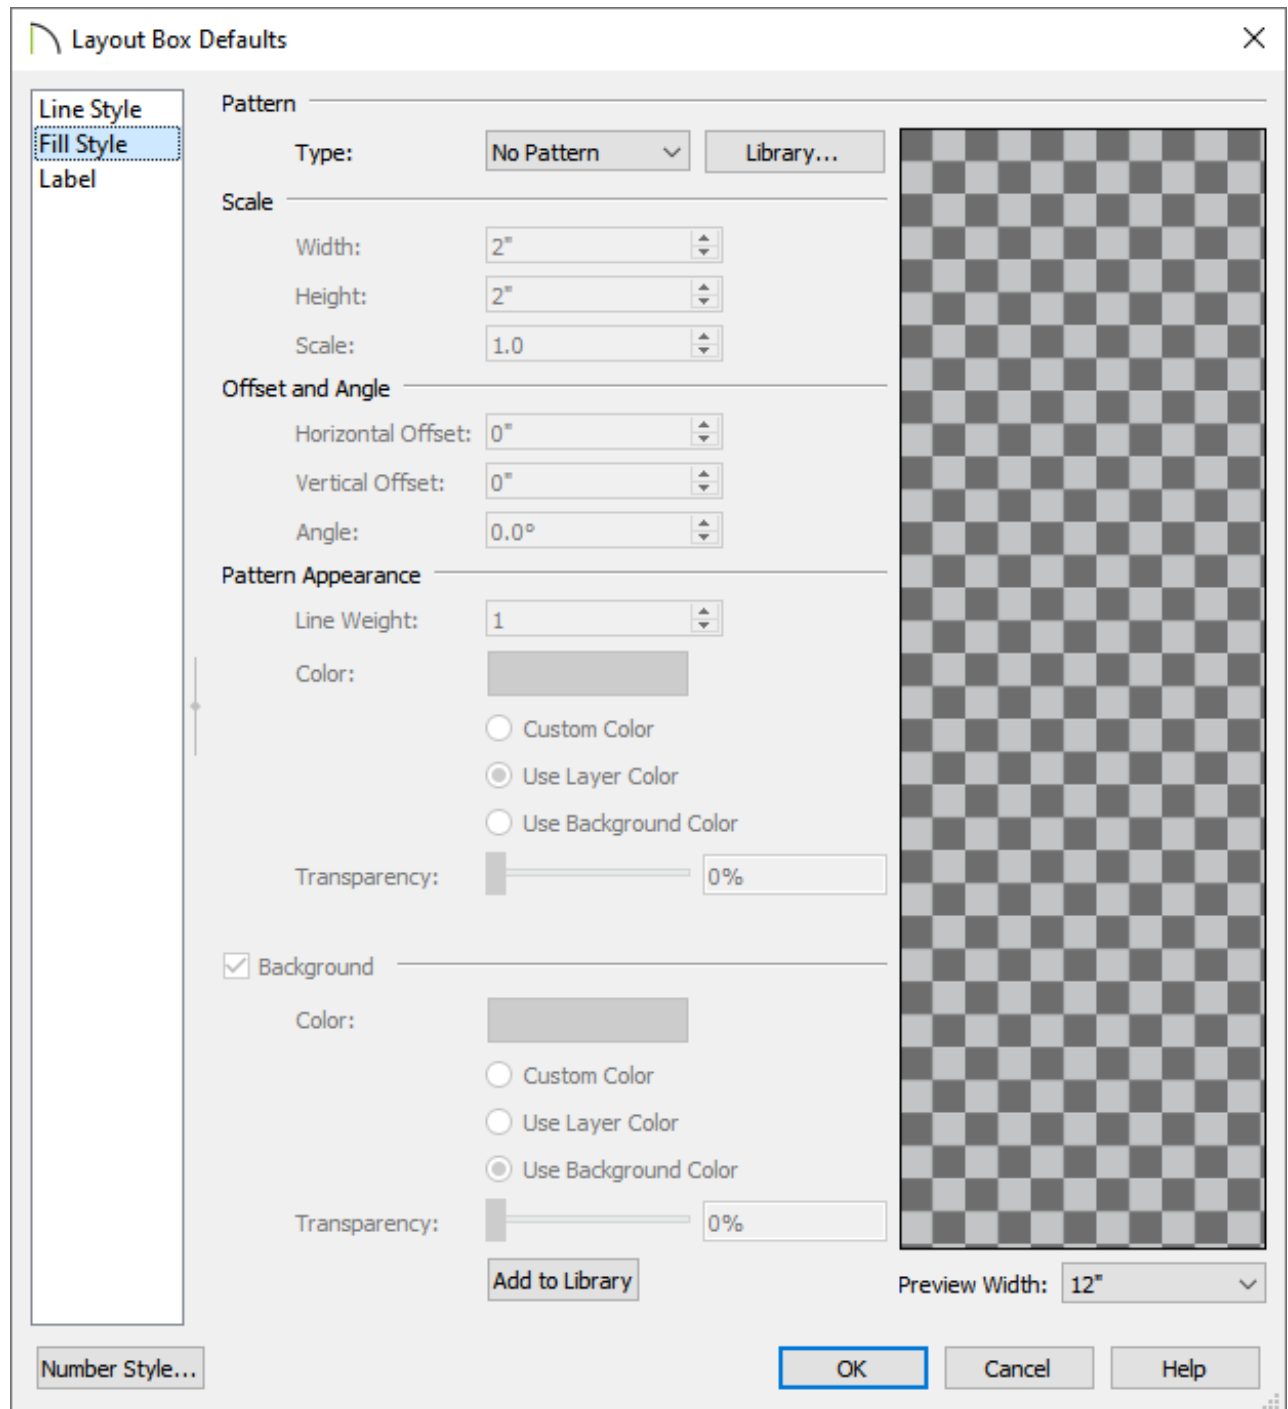 Layout Box Defaults
Line Style
Fill Style
Label
Pattern
Type: No Pattern Library...
Scale
Width: 2"
Height: 2"
Scale: 1.0
Offset and Angle
Horizontal Offset: 0"
Vertical Offset: 0"
Angle: 0.0°
Pattern Appearance
Line Weight: 1
Color:
Custom Color
Use Layer Color
Use Background Color
Transparency: 0%
Background
Color:
Custom Color
Use Layer Color
Use Background Color
Transparency: 0%
Add to Library
Preview Width: 12"
Number Style... OK Cancel Help